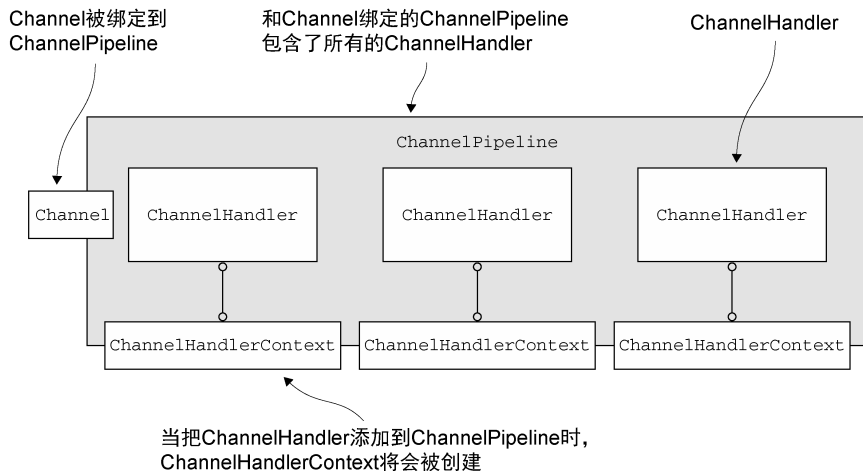 Channel被绑定到
ChannelPipeline
和Channel绑定的ChannelPipeline
包含了所有的ChannelHandler
ChannelHandler
ChannelPipeline
Channel
ChannelHandler
ChannelHandler
ChannelHandler
ChannelHandlerContext
ChannelHandlerContext
ChannelHandlerContext
当把ChannelHandler添加到ChannelPipeline时，
ChannelHandlerContext将会被创建